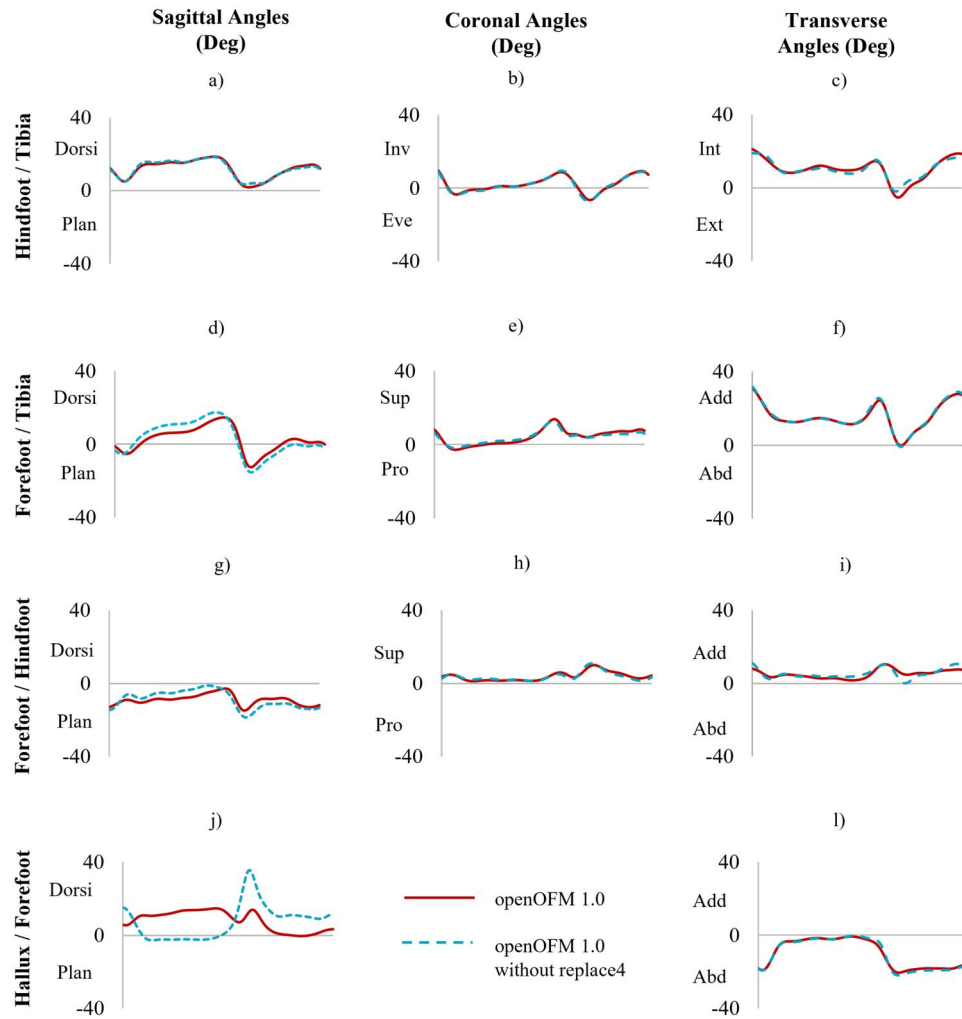 Sagittal Angles
(Deg)
Coronal Angles
(Deg)
Transverse
Angles (Deg)
a)
b)
c)
Hindfoot / Tibia
40
Dorsi
0
Plan
-40
40
Inv
0
Eve
-40
40
Int
0
Ext
-40
d)
e)
f)
Forefoot / Tibia
40
Dorsi
0
Plan
-40
40
Sup
0
Pro
-40
40
Add
0
Abd
-40
g)
h)
i)
Forefoot / Hindfoot
40
Dorsi
0
Plan
-40
40
Sup
0
Pro
-40
40
Add
0
Abd
-40
j)
l)
Hallux / Forefoot
40
Dorsi
0
Plan
-40
openOFM 1.0
openOFM 1.0
without replace4
40
Add
0
Abd
-40